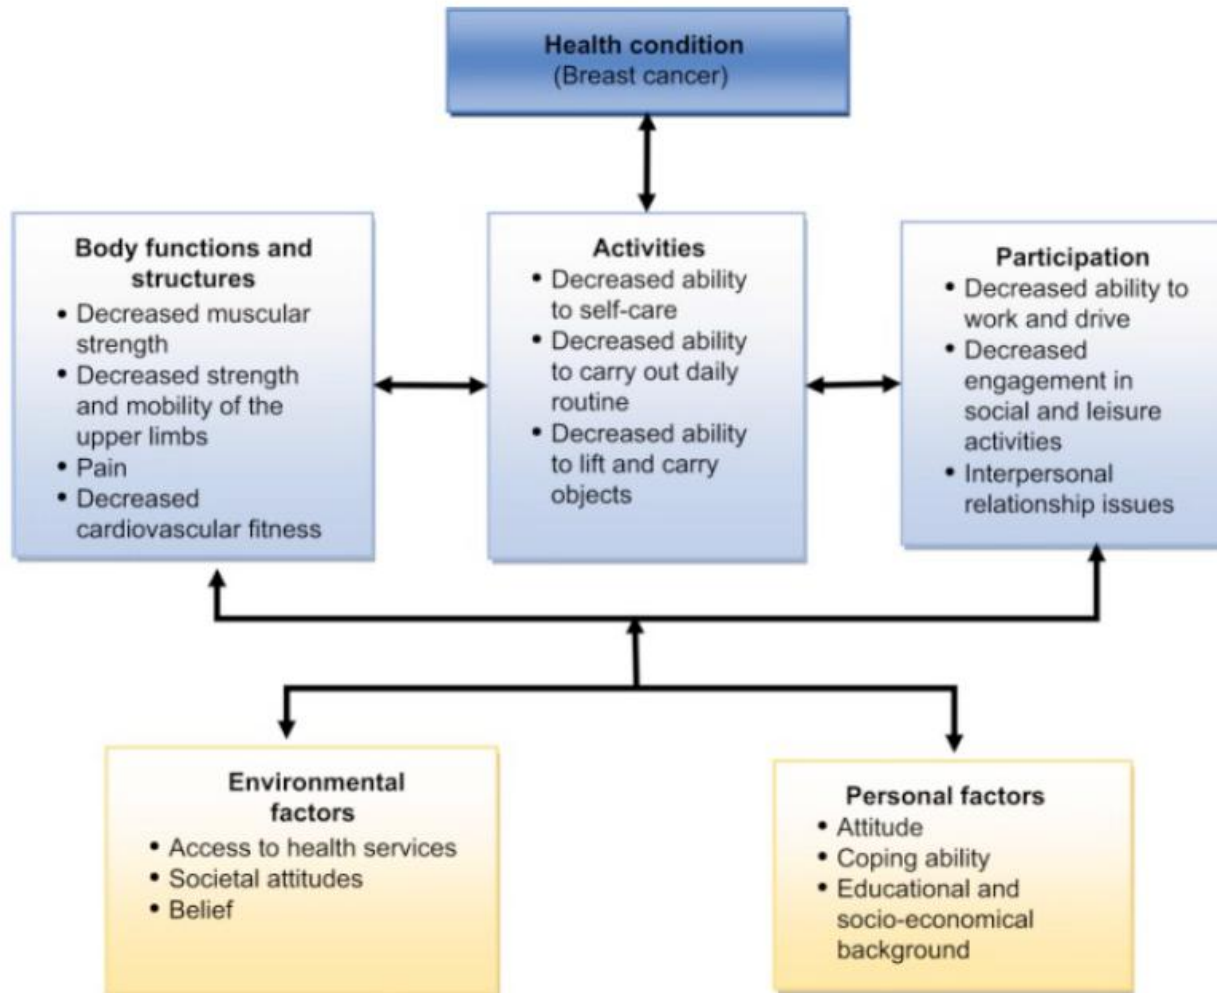 Health condition
(Breast cancer)
Body functions and
structures
• Decreased muscular
strength
• Decreased strength
and mobility of the
upper limbs
• Pain
• Decreased
cardiovascular fitness
Activities
• Decreased ability
to self-care
• Decreased ability
to carry out daily
routine
• Decreased ability
to lift and carry
objects
Participation
• Decreased ability to
work and drive
• Decreased
engagement in
social and leisure
activities
• Interpersonal
relationship issues
Environmental
factors
• Access to health services
• Societal attitudes
• Belief
Personal factors
• Attitude
• Coping ability
• Educational and
socio-economical
background